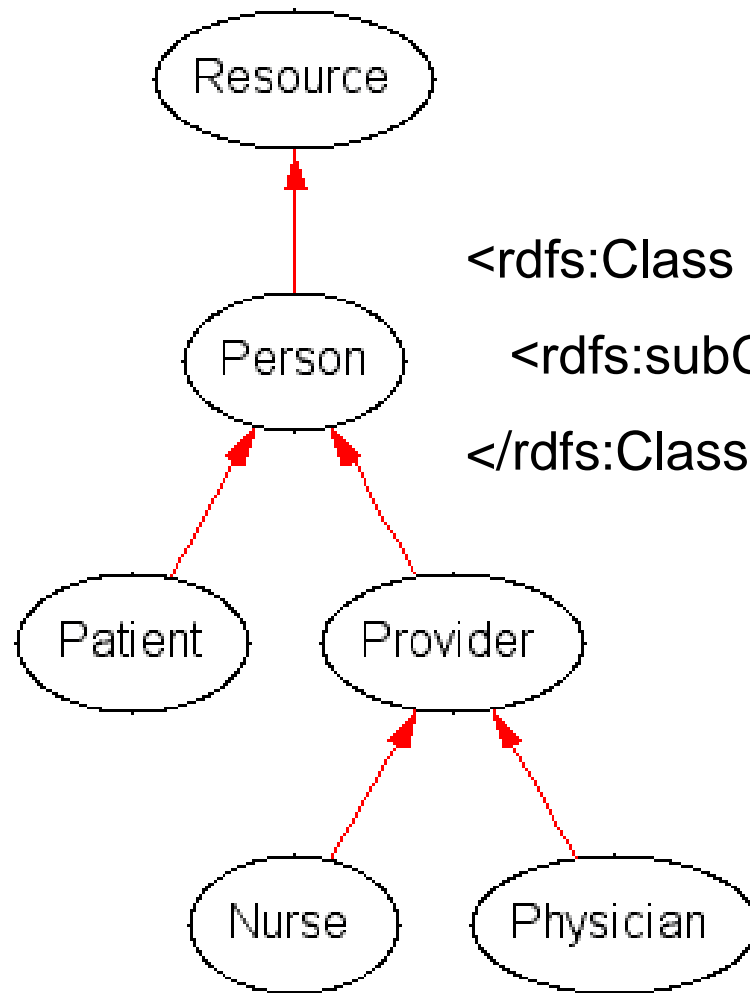 Resource
<rdfs:Class
Person
<rdfs:subC
</rdfs:Class
Patient
Provider
Nurse
Physician